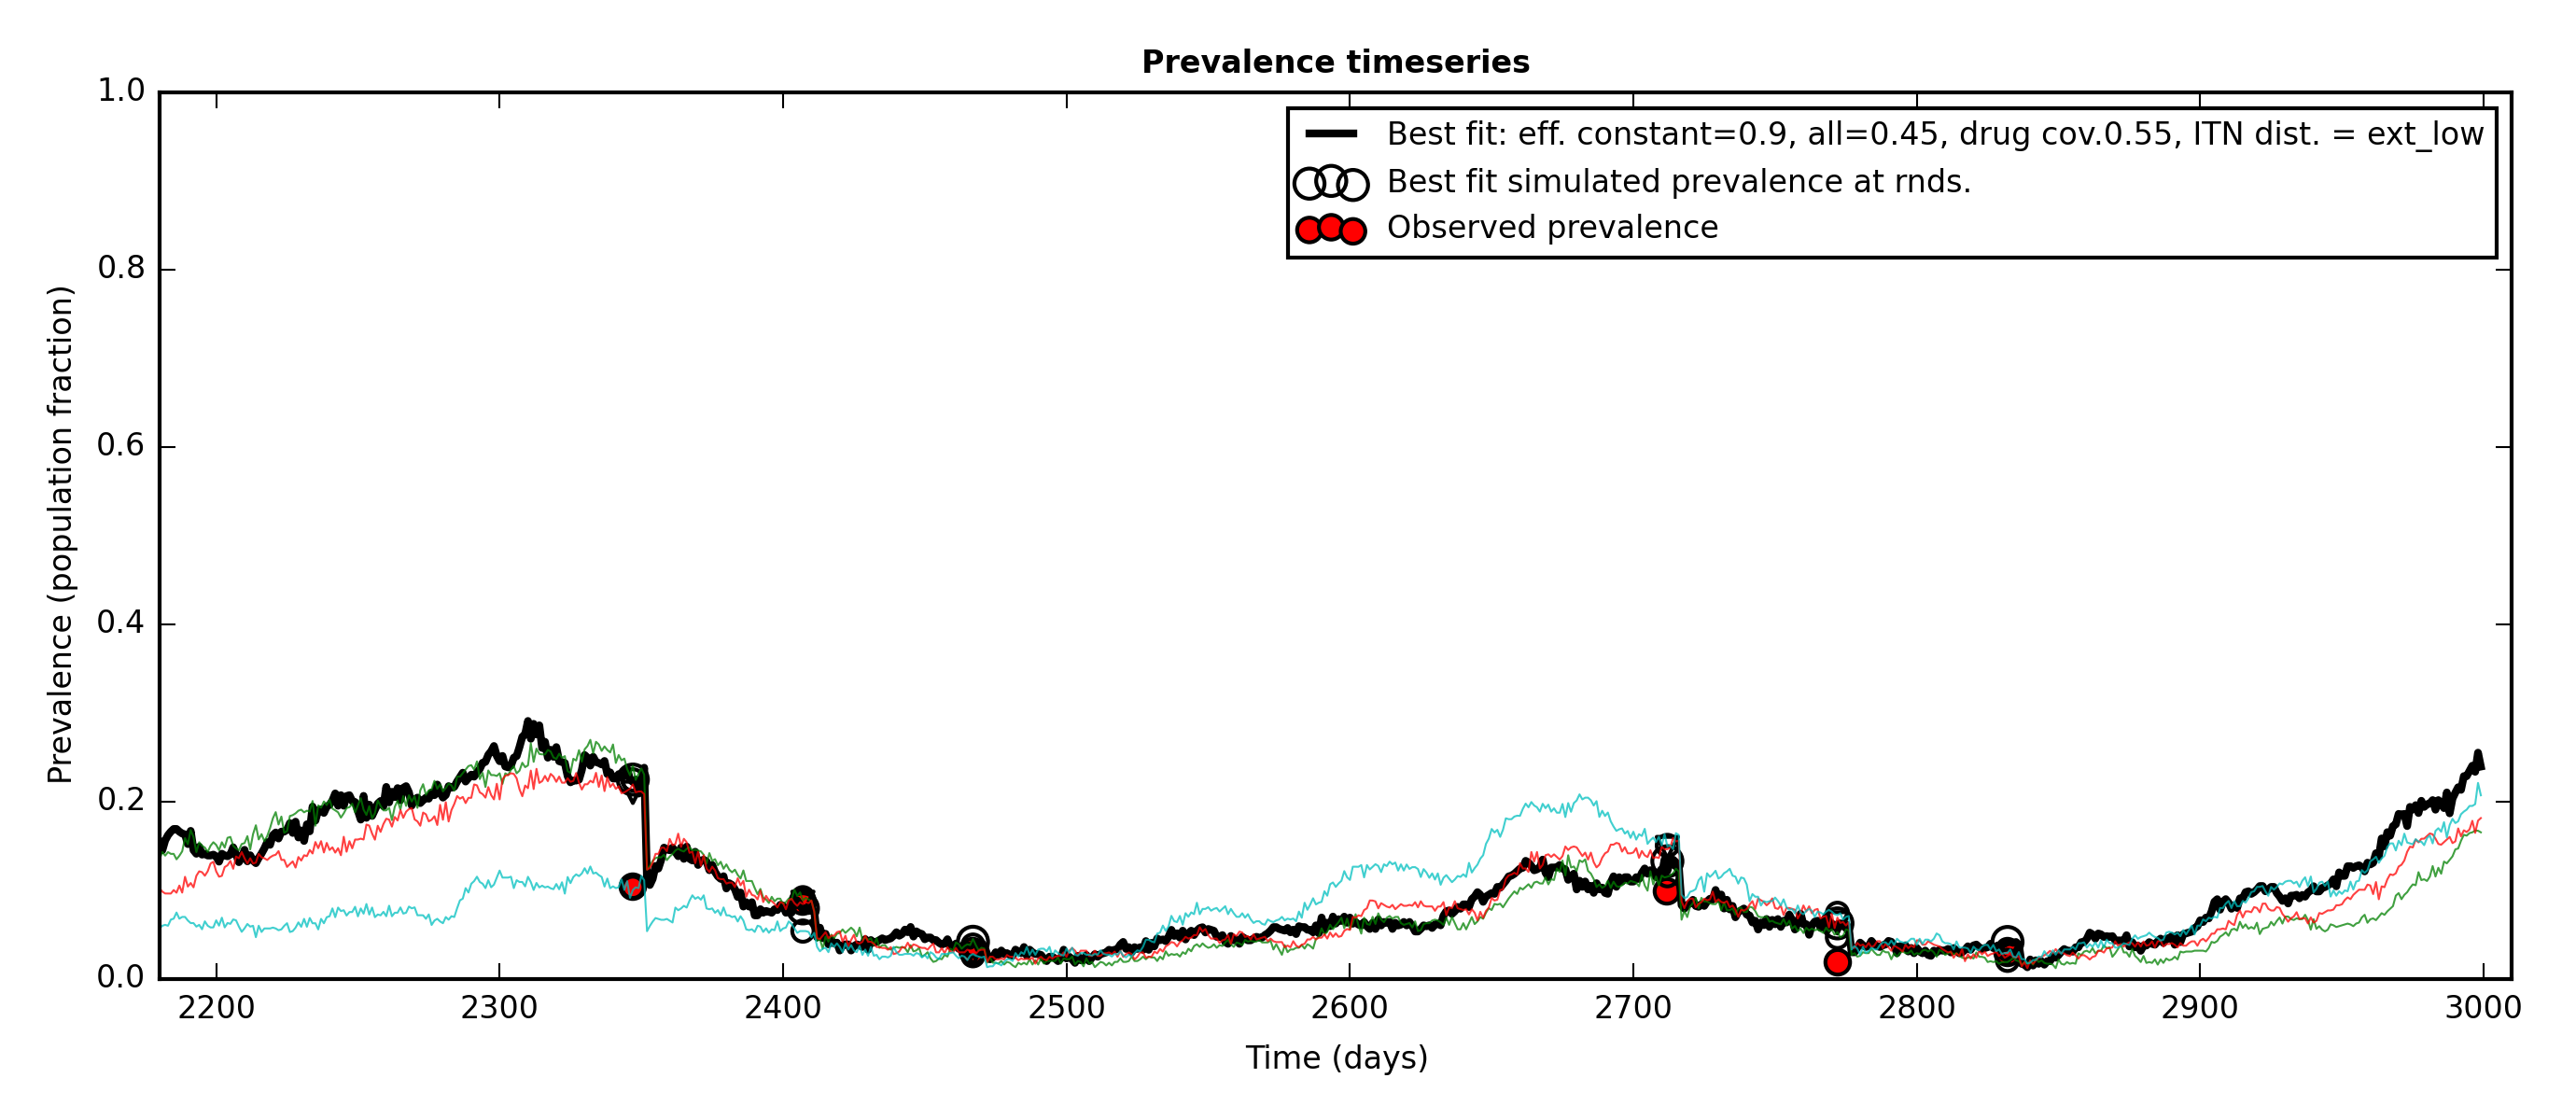 Prevalence timeseries
1.0
0.8
0.6
0.4
0.2
0.0
Prevalence (population fraction)
Best fit: eff. constant=0.9, all=0.45, drug cov.0.55, ITN dist. = ext_low
Best fit simulated prevalence at rnds.
Observed prevalence
2200 2300 2400 2500 2600 2700 2800 2900 3000
Time (days)